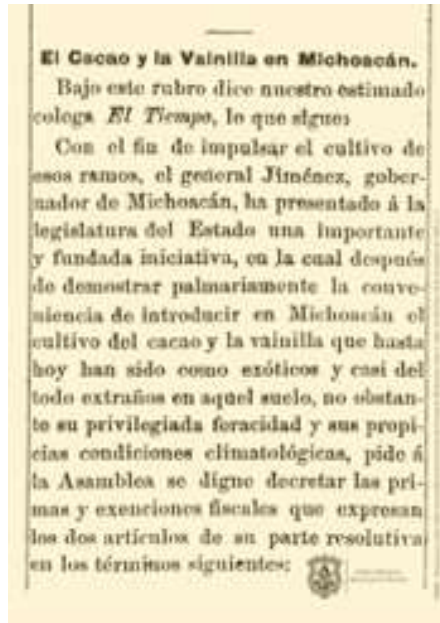 El Cacao y la Vainilla en Michoacán.
Bajo este rubro dice nuestro estimado
colega El Tiempo, lo que sigue:
Con el fin de impulsar el cultivo de
esos ramos, el general Jiménez, gober-
nador de Michoacán, ha presentado á la
legislatura del Estado una importante
y fundada iniciativa, en la cual después
de demostrar palmariamente la conve-
niencia de introducir en Michoacán el
cultivo del cacao y la vainilla que hasta
hoy han sido como exóticos y casi del
todo extraños en aquel suelo, no obstan-
te su privilegiada feracidad y sus propi-
cias condiciones climatológicas, pide á
la Asamblea se digne decretar las pri-
mas y exenciones fiscales que expresan
los dos artículos de su parte resolutiva
en los términos siguientes: